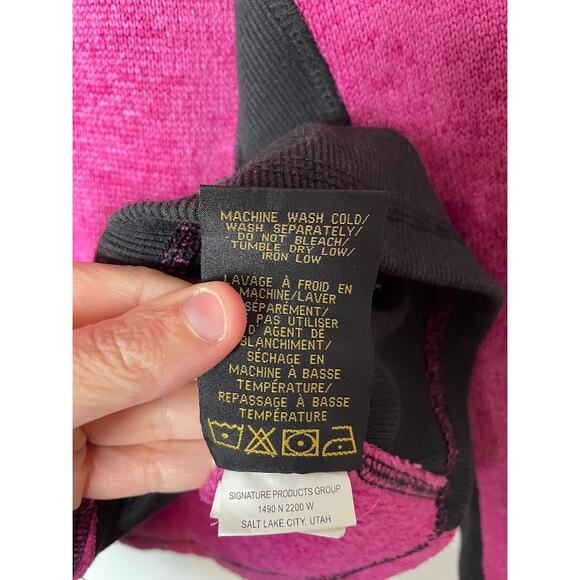 MACHINE WASH COLD/
WASH SEPARATELY/
DO NOT BLEACH/
TUMBLE DRY LOW/
IRON LOW
LAVAGE À FROID EN
MACHINE/LAVER
SÉPARÉMENT/
PAS UTILISER
D'AGENT DE
BLANCHIMENT/
SÉCHAGE EN
MACHINE À BASSE
TEMPÉRATURE/
REPASSAGE À BASSE
TEMPÉRATURE
SIGNATURE PRODUCTS GROUP
1490 N 2200 W
SALT LAKE CITY, UTAH